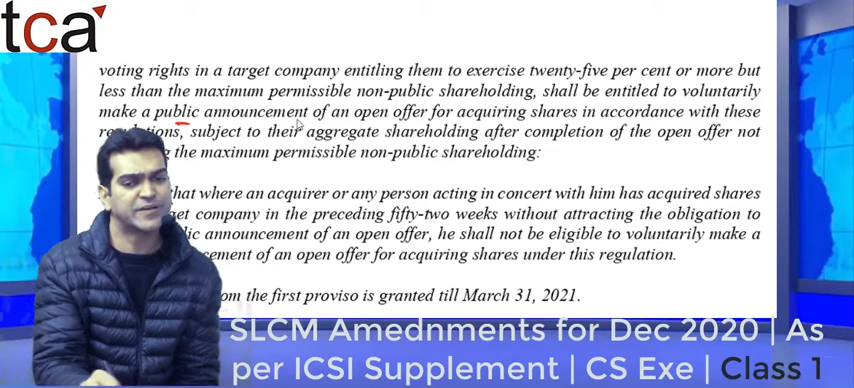 tca
voting rights in a target company entitling them to exercise twenty-five per cent or more but
less than the maximum permissible non-public shareholding, shall be entitled to voluntarily
make a public announcement of an open offer for acquiring shares in accordance with these
subject to their aggregate shareholding after completion of the open offer not
the maximum permissible non-public shareholding:
hat where an acquirer or any person acting in concert with him has acquired shares
get company in the preceding fifty-two weeks without attracting the obligation to
lic announcement of an open offer, he shall not be eligible to voluntarily make a
cement of an open offer for acquiring shares under this regulation.
om the first proviso is granted till March 31, 2021.
SLCM Amednments for Dec 2020 | As
per ICSI Supplement | CS Exe | Class 1